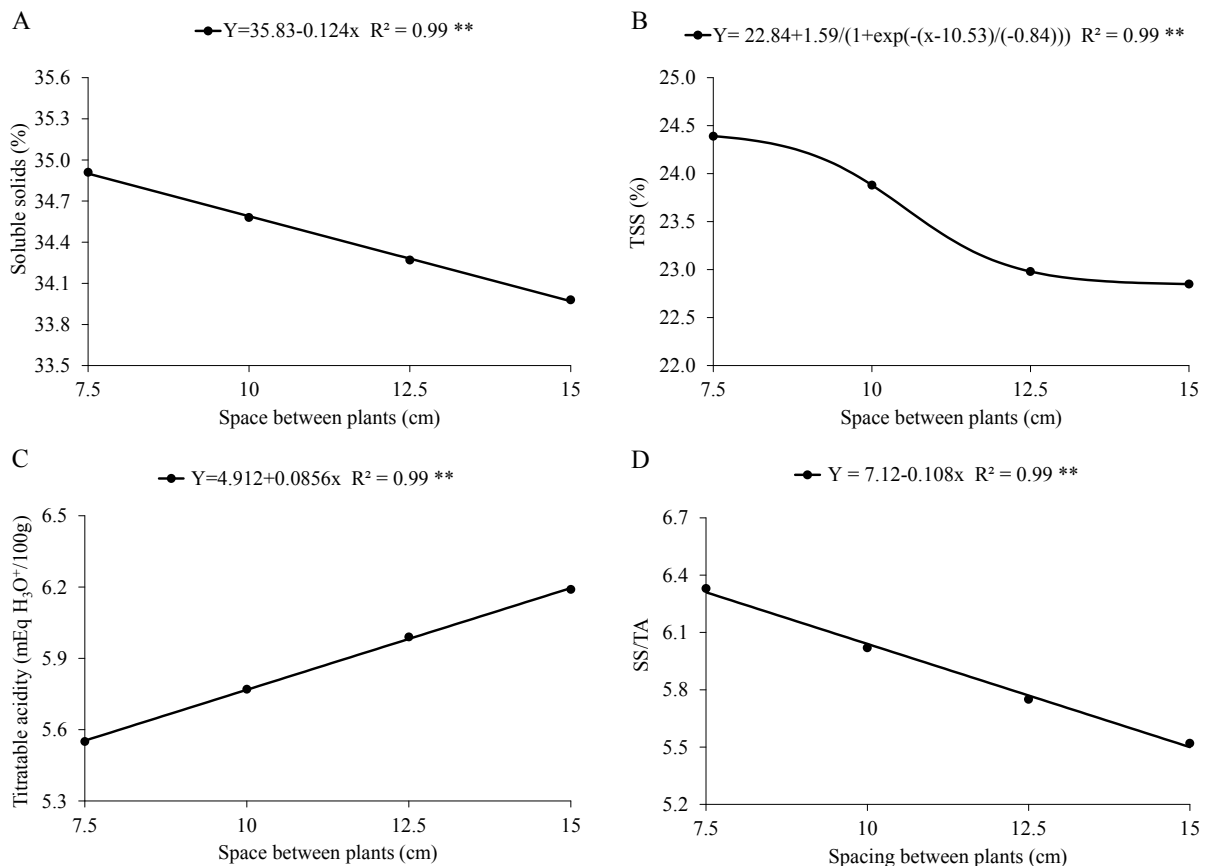 A
Y=35.83-0.124x R² = 0.99 **
35.6
35.3
35.0
34.7
34.4
34.1
33.8
33.5
Soluble solids (%)
7.5 10 12.5 15
Space between plants (cm)
B
Y= 22.84+1.59/(1+exp(-(x-10.53)/(-0.84))) R² = 0.99 **
25.0
24.5
24.0
23.5
23.0
22.5
22.0
TSS (%)
7.5 10 12.5 15
Space between plants (cm)
C
Y=4.912+0.0856x R² = 0.99 **
6.5
6.2
5.9
5.6
5.3
Titratable acidity (mEq H₃O⁺/100g)
7.5 10 12.5 15
Space between plants (cm)
D
Y = 7.12-0.108x R² = 0.99 **
6.7
6.4
6.1
5.8
5.5
5.2
SS/TA
7.5 10 12.5 15
Spacing between plants (cm)